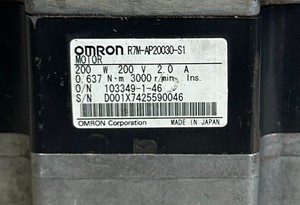 OMRON R7M-AP20030-S1
MOTOR
200 W 200 V 2.0 A
0.637 N·m 3000 r/min Ins.
O/N 103349-1-46
S/N D001X7425590046
OMRON Corporation MADE IN JAPAN